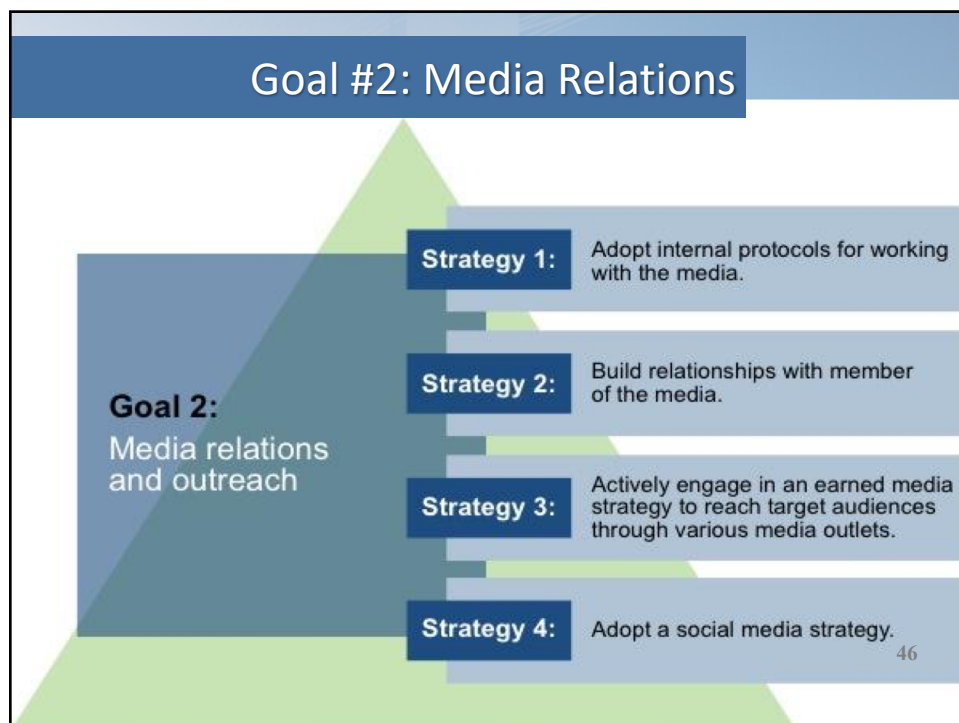 Goal #2: Media Relations
Goal 2:
Media relations
and outreach
Strategy 1:
Adopt internal protocols for working
with the media.
Strategy 2:
Build relationships with member
of the media.
Strategy 3:
Actively engage in an earned media
strategy to reach target audiences
through various media outlets.
Strategy 4:
Adopt a social media strategy.
46